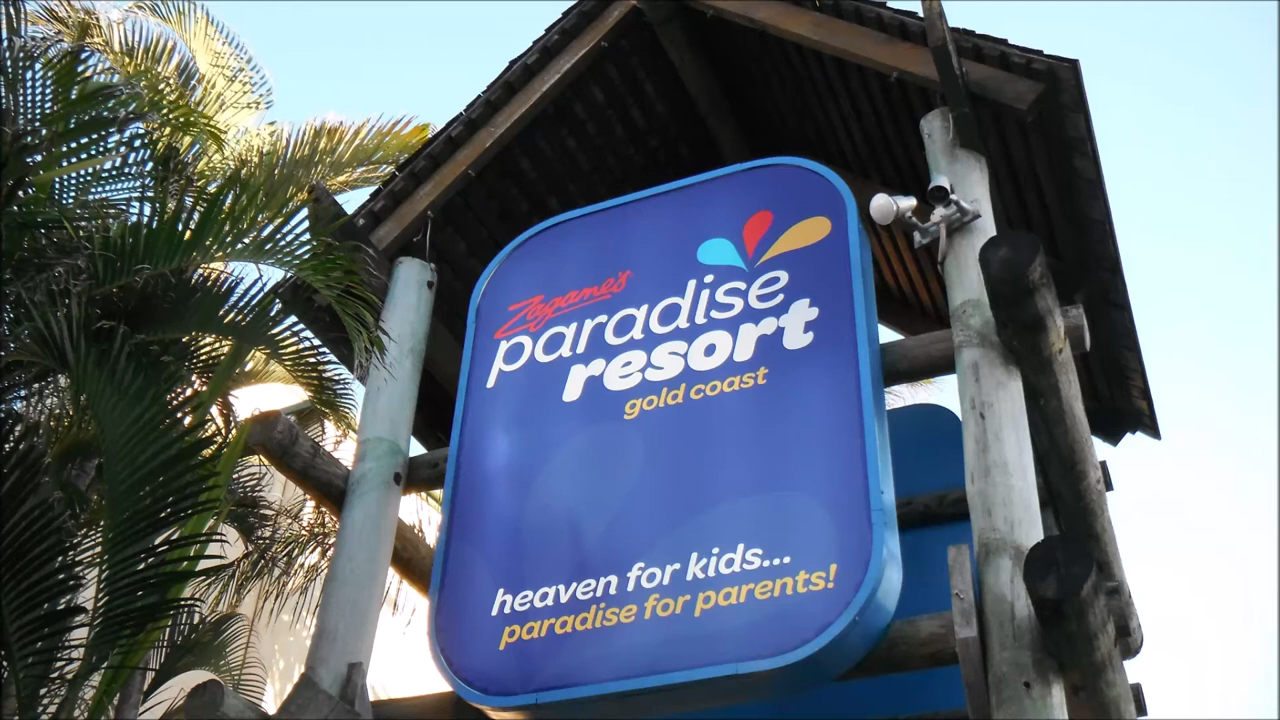 Zagame's
paradise
resort
gold coast
heaven for kids...
paradise for parents!